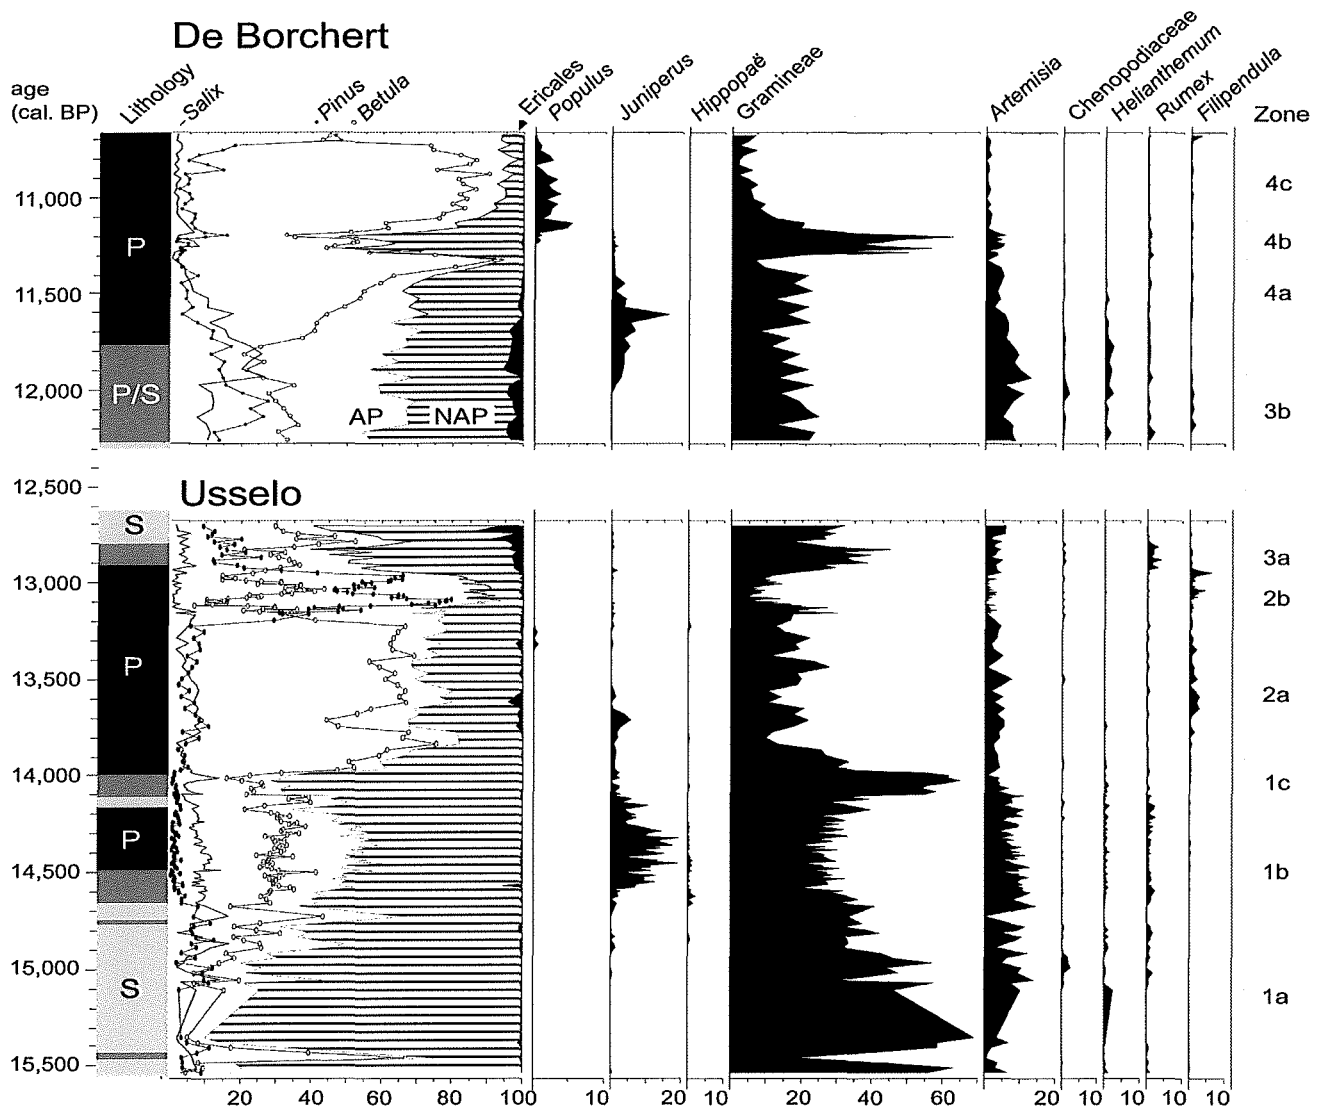 De Borchert
age
(cal. BP)
Lithology
Salix
Pinus
Betula
Ericales
Populus
Juniperus
Hippopaë
Gramineae
Artemisia
Chenopodiaceae
Helianthemum
Rumex
Filipendula
Zone
11,000
11,500
12,000
P
P/S
AP
NAP
4c
4b
4a
3b
Usselo
12,500
13,000
13,500
14,000
14,500
15,000
15,500
S
P
P
S
3a
2b
2a
1c
1b
1a
20 40 60 80 100 10 20 10 20 40 60 20 10 10 10 10